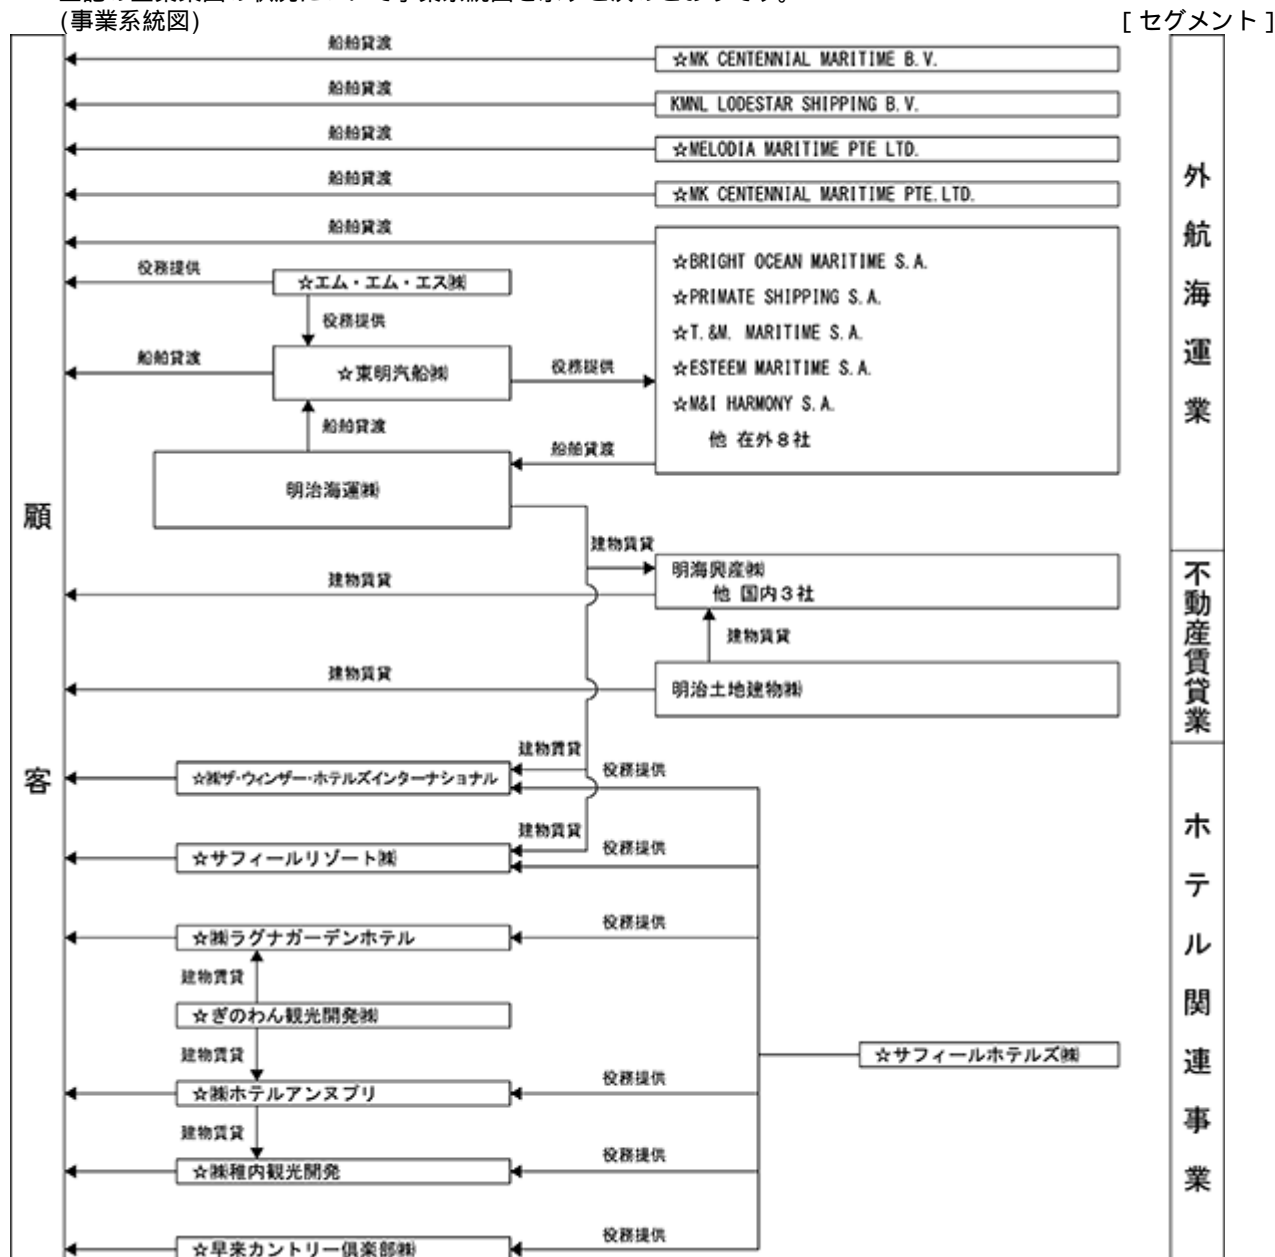 (事業系統図)
[ セグメント ]
船舶貸渡
☆MK CENTENNIAL MARITIME B.V.
船舶貸渡
KMNL LODESTAR SHIPPING B.V.
船舶貸渡
☆MELODIA MARITIME PTE LTD.
船舶貸渡
☆MK CENTENNIAL MARITIME PTE.LTD.
船舶貸渡
☆BRIGHT OCEAN MARITIME S.A.
☆PRIMATE SHIPPING S.A.
☆T.&M. MARITIME S.A.
☆ESTEEM MARITIME S.A.
☆M&I HARMONY S.A.
他 在外8社
役務提供
☆エム・エム・エス㈱
役務提供
船舶貸渡
☆東明汽船㈱
役務提供
船舶貸渡
船舶貸渡
明治海運㈱
外航海運業
顧客
建物賃貸
建物賃貸
明海興産㈱
他 国内3社
建物賃貸
建物賃貸
明治土地建物㈱
不動産賃貸業
建物賃貸
役務提供
☆㈱ザ・ウィンザー・ホテルズインターナショナル
建物賃貸
役務提供
☆サフィールリゾート㈱
役務提供
☆㈱ラグナガーデンホテル
建物賃貸
☆ぎのわん観光開発㈱
建物賃貸
☆サフィールホテルズ㈱
役務提供
☆㈱ホテルアンヌプリ
建物賃貸
役務提供
☆㈱稚内観光開発
役務提供
☆早来カントリー倶楽部㈱
ホテル関連事業